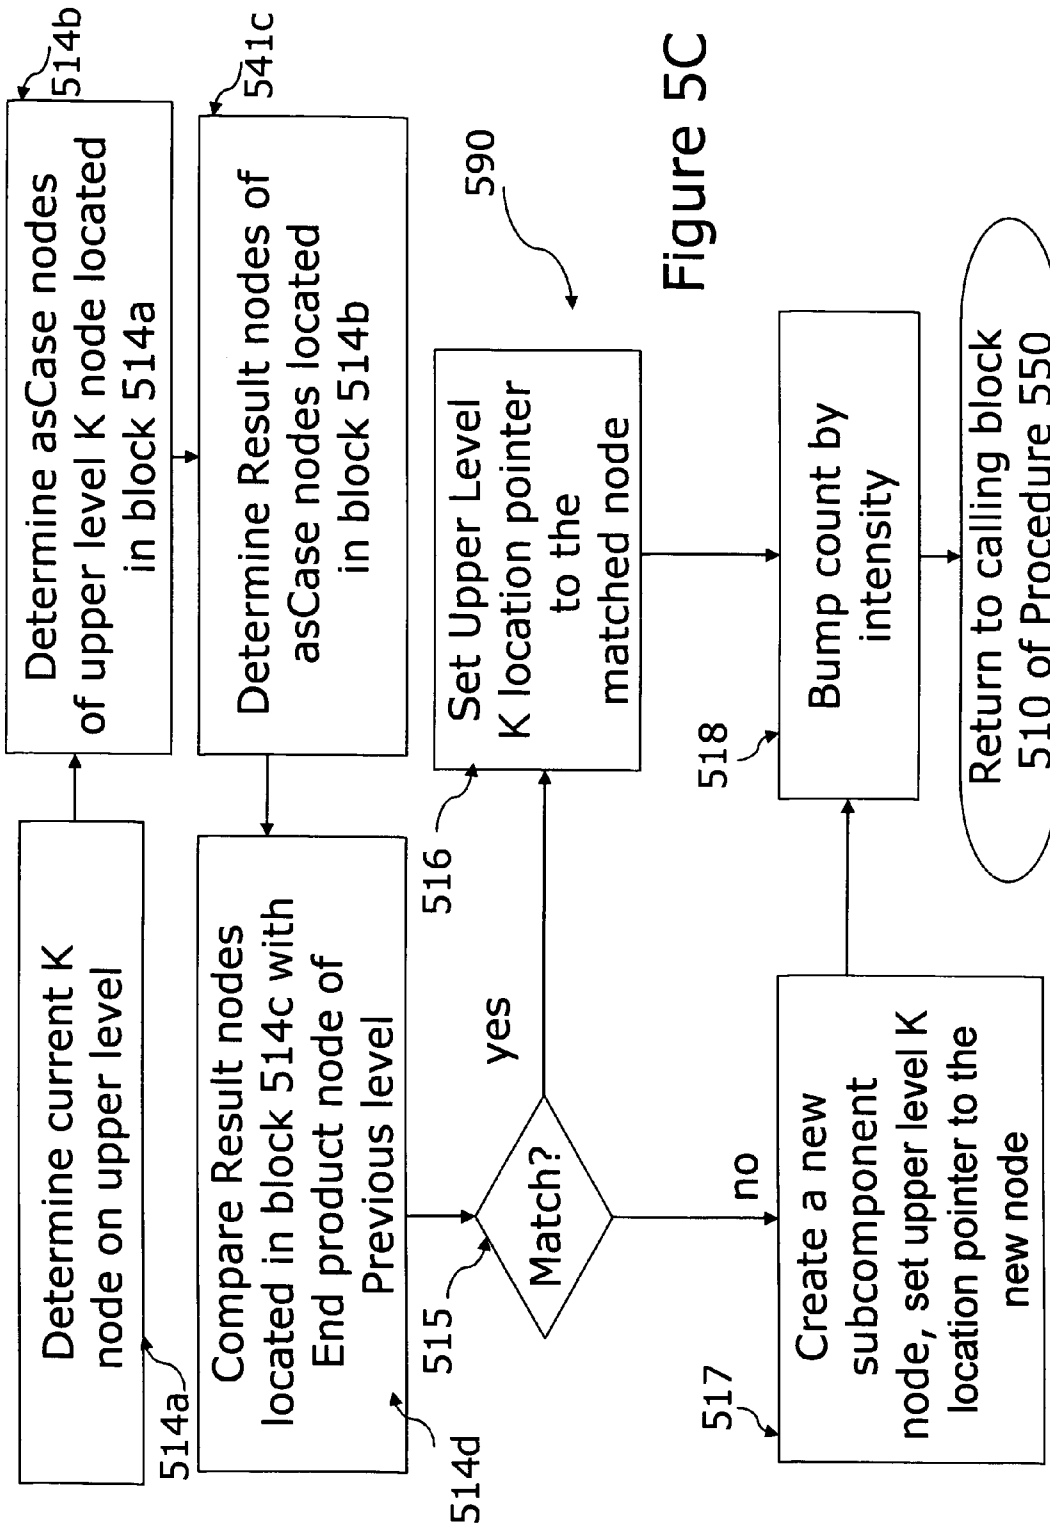 Determine current K
node on upper level
514a
Determine asCase nodes
of upper level K node located
in block 514a
514b
Determine Result nodes of
asCase nodes located
in block 514b
541c
Compare Result nodes
located in block 514c with
End product node of
Previous level
514d
Match?
515
yes
no
Set Upper Level
K location pointer
to the
matched node
516
590
Create a new
subcomponent
node, set upper level K
location pointer to the
new node
517
Bump count by
intensity
518
Return to calling block
510 of Procedure 550
Figure 5C